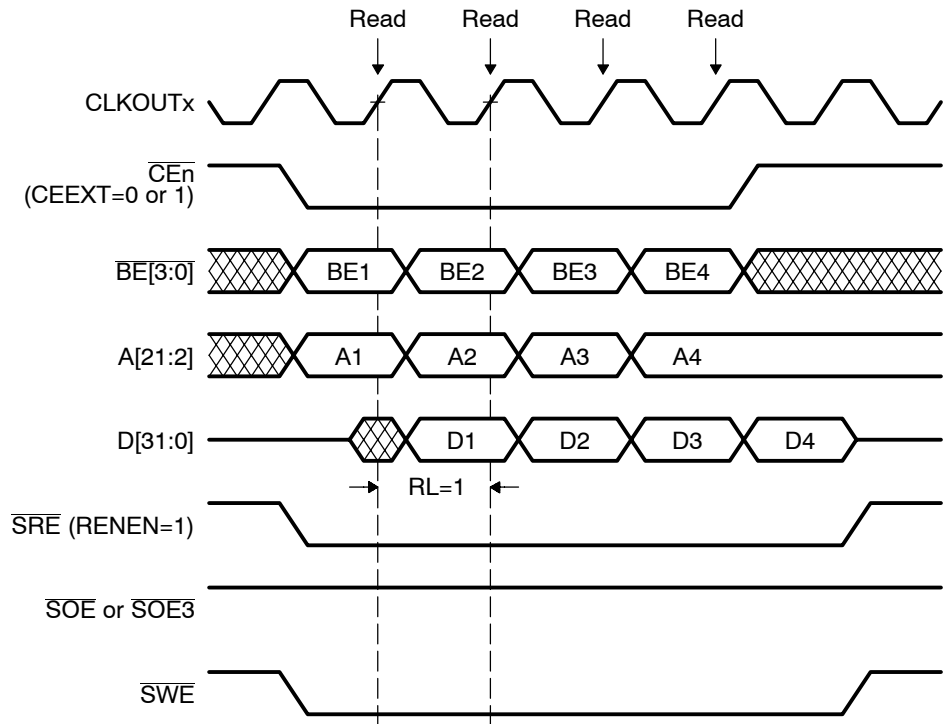 Read Read Read Read
CLKOUTx
CEn
(CEEXT=0 or 1)
BE[3:0] BE1 BE2 BE3 BE4
A[21:2] A1 A2 A3 A4
D[31:0] D1 D2 D3 D4
RL=1
SRE (RENEN=1)
SOE or SOE3
SWE